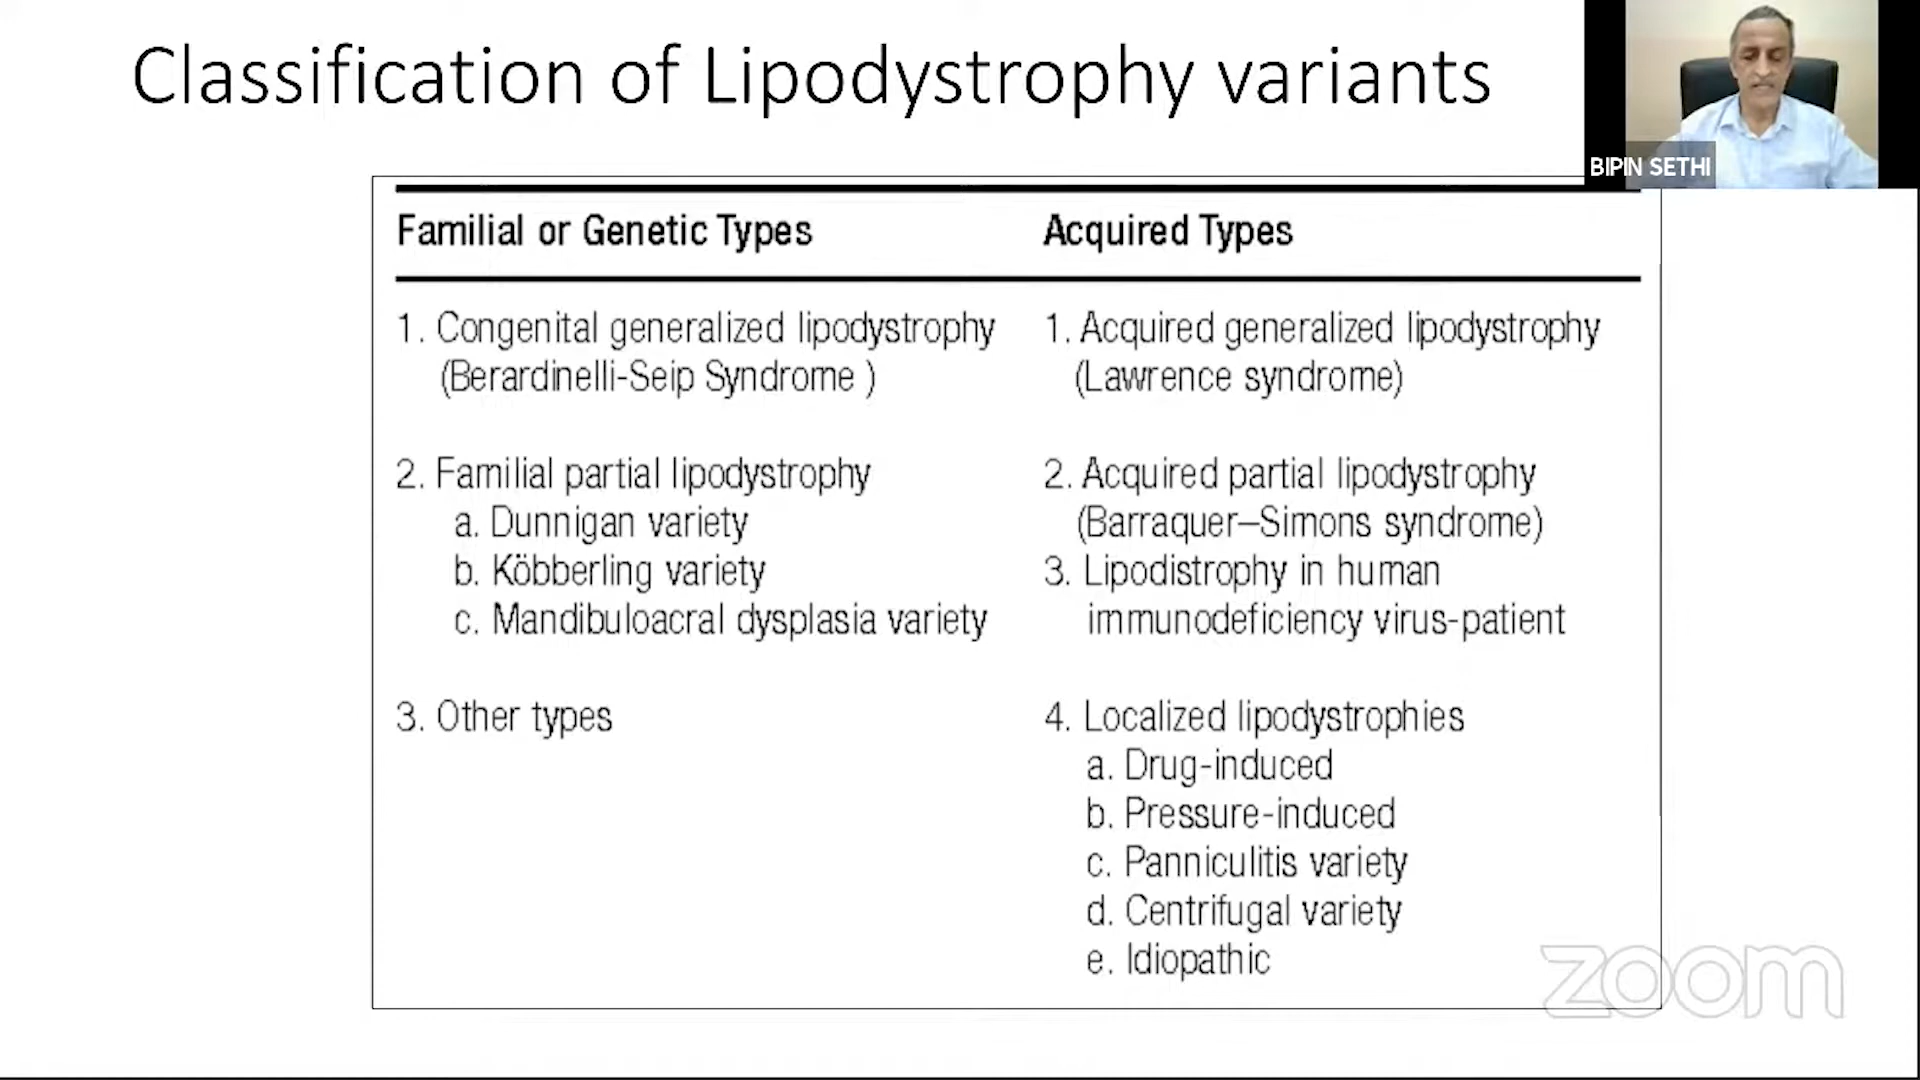 Classification of Lipodystrophy variants
BIPIN SETHI
Familial or Genetic Types
1. Congenital generalized lipodystrophy
(Berardinelli-Seip Syndrome )
2. Familial partial lipodystrophy
a. Dunnigan variety
b. Köbberling variety
c. Mandibuloacral dysplasia variety
3. Other types
Acquired Types
1. Acquired generalized lipodystrophy
(Lawrence syndrome)
2. Acquired partial lipodystrophy
(Barraquer–Simons syndrome)
3. Lipodistrophy in human
immunodeficiency virus-patient
4. Localized lipodystrophies
a. Drug-induced
b. Pressure-induced
c. Panniculitis variety
d. Centrifugal variety
e. Idiopathic
zoom